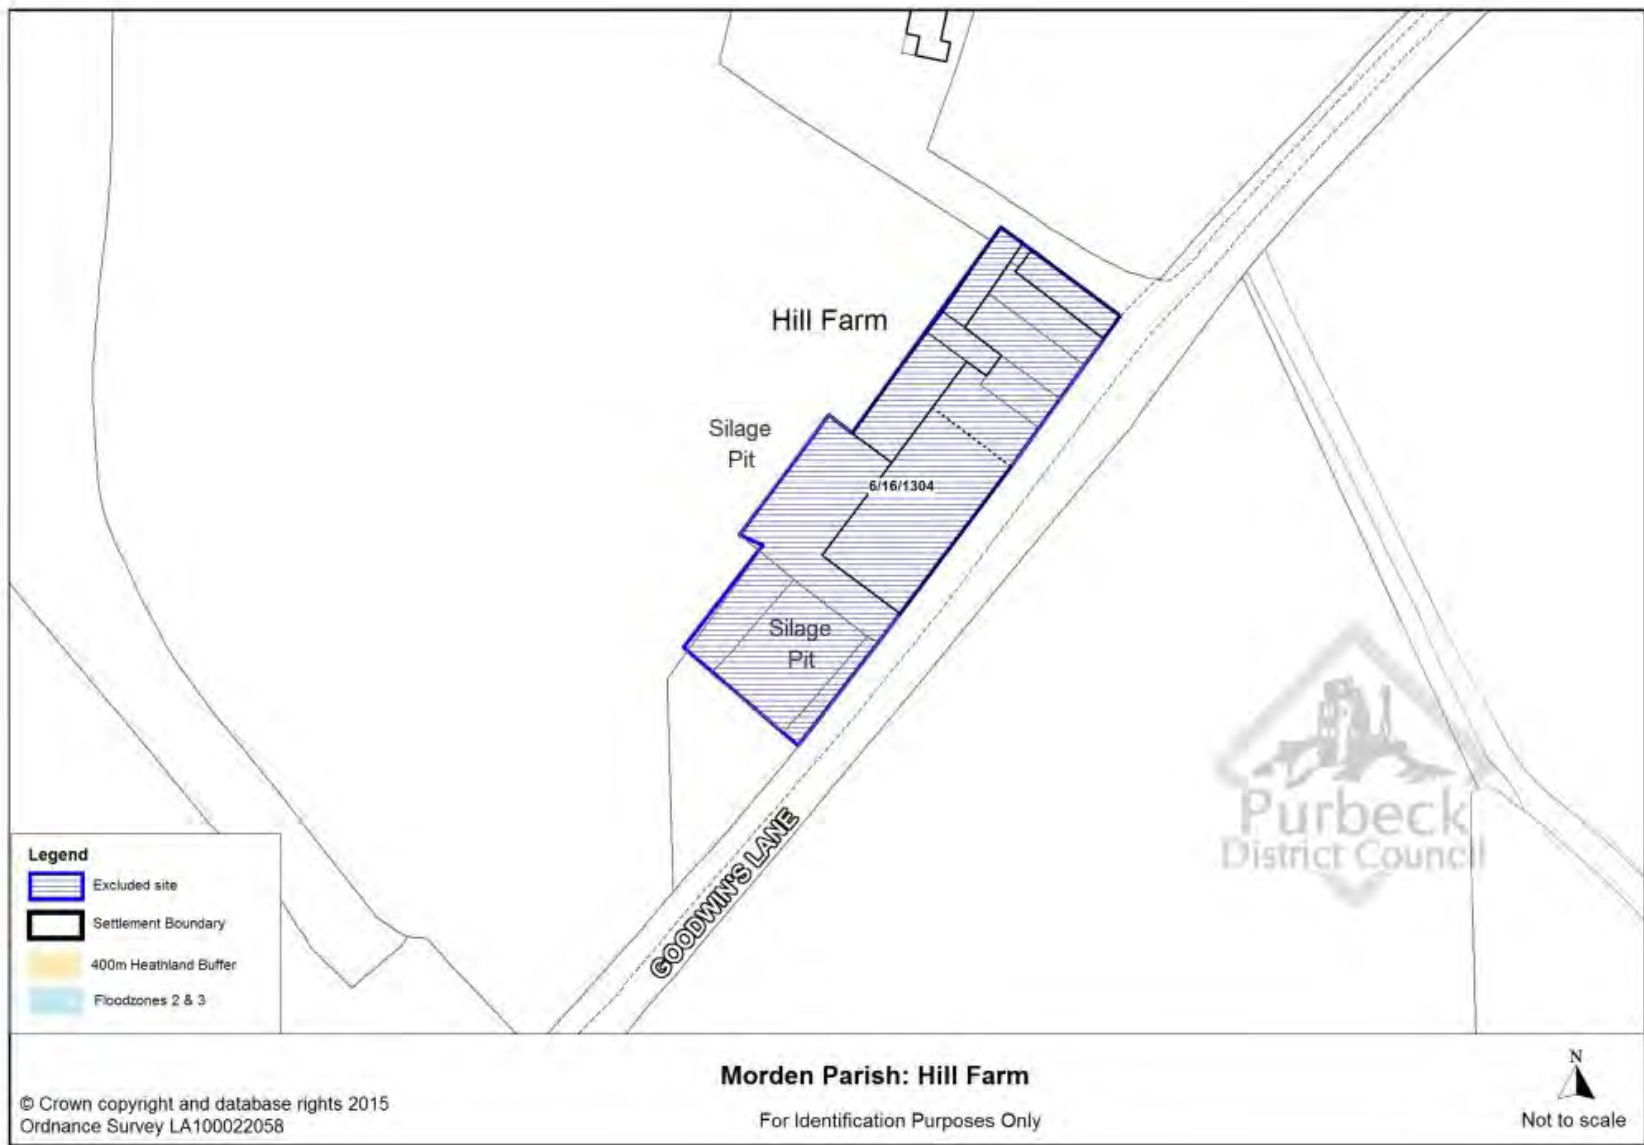 Hill Farm
Silage
Pit
6/16/1304
Silage
Pit
GOODWIN'S LANE
Purbeck
District Council
Legend
Excluded site
Settlement Boundary
400m Heathland Buffer
Floodzones 2 & 3
Morden Parish: Hill Farm
For Identification Purposes Only
© Crown copyright and database rights 2015
Ordnance Survey LA100022058
N
Not to scale